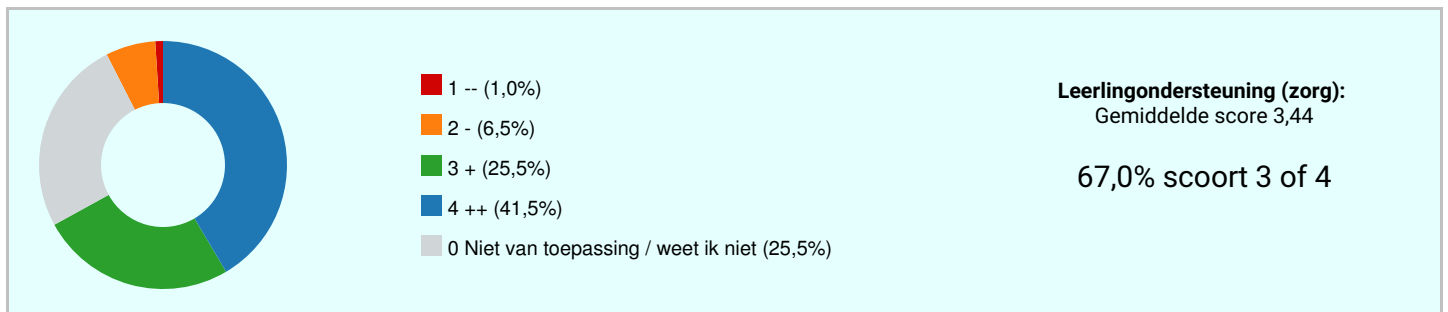 1 -- (1,0%)
2 - (6,5%)
3 + (25,5%)
4 ++ (41,5%)
0 Niet van toepassing / weet ik niet (25,5%)
Leerlingondersteuning (zorg):
Gemiddelde score 3,44
67,0% scoort 3 of 4